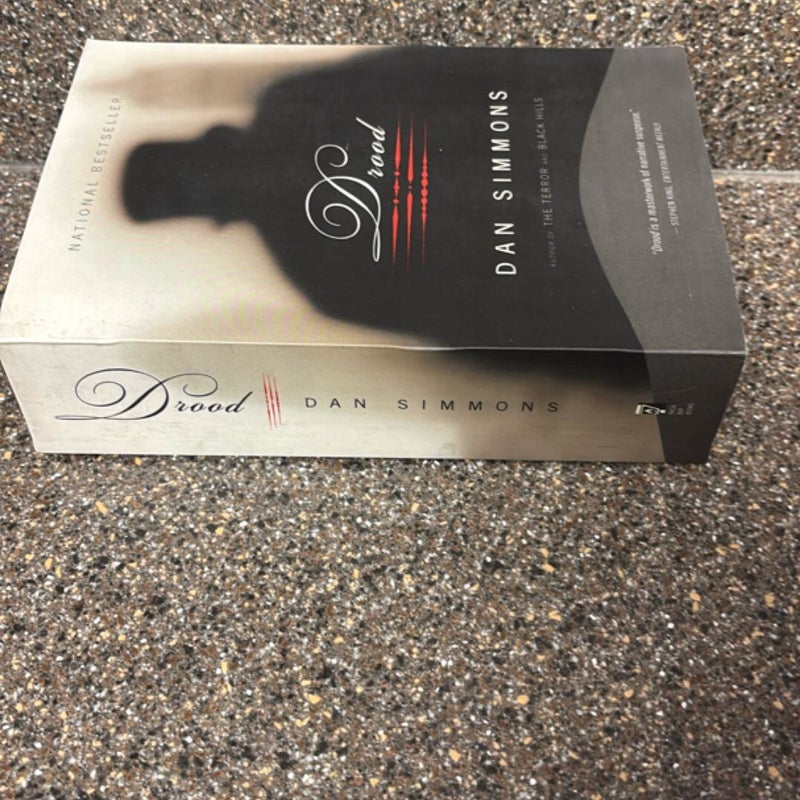 NATIONAL BESTSELLER
Drood
DAN SIMMONS
AUTHOR OF THE TERROR AND BLACK HILLS
"Drood is a masterwork of narrative suspense."
—STEPHEN KING, ENTERTAINMENT WEEKLY
Drood
DAN SIMMONS